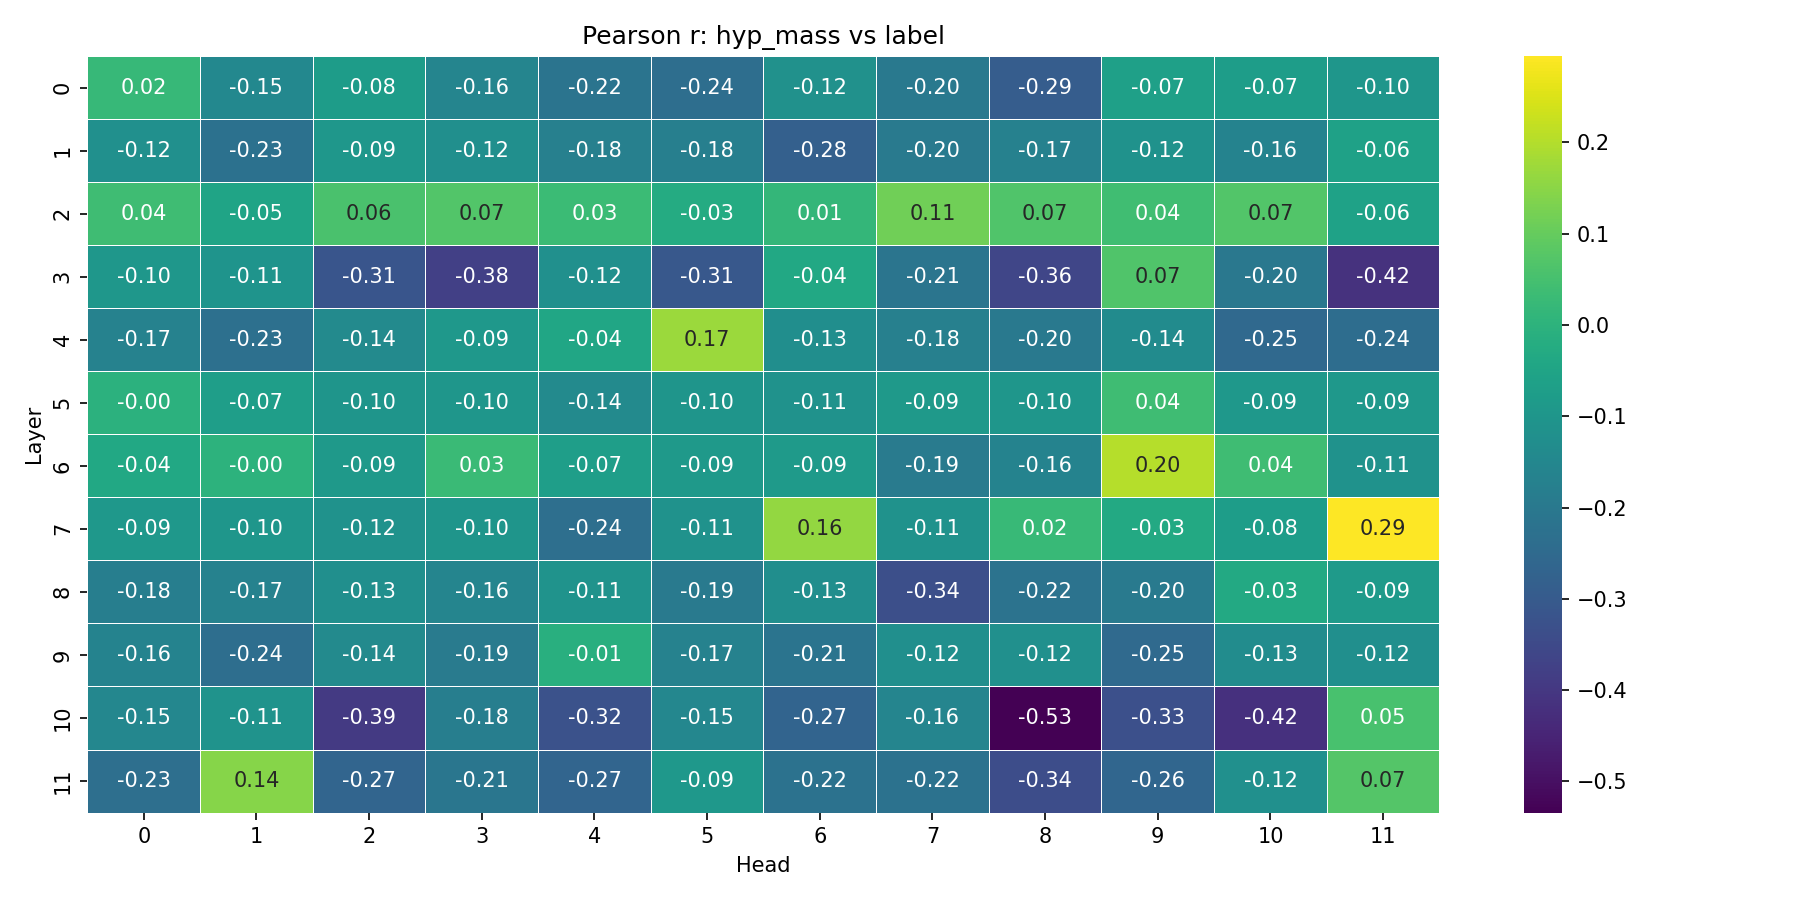 Pearson r: hyp_mass vs label
0 0.02 -0.15 -0.08 -0.16 -0.22 -0.24 -0.12 -0.20 -0.29 -0.07 -0.07 -0.10
1 -0.12 -0.23 -0.09 -0.12 -0.18 -0.18 -0.28 -0.20 -0.17 -0.12 -0.16 -0.06
2 0.04 -0.05 0.06 0.07 0.03 -0.03 0.01 0.11 0.07 0.04 0.07 -0.06
3 -0.10 -0.11 -0.31 -0.38 -0.12 -0.31 -0.04 -0.21 -0.36 0.07 -0.20 -0.42
4 -0.17 -0.23 -0.14 -0.09 -0.04 0.17 -0.13 -0.18 -0.20 -0.14 -0.25 -0.24
5 -0.00 -0.07 -0.10 -0.10 -0.14 -0.10 -0.11 -0.09 -0.10 0.04 -0.09 -0.09
6 -0.04 -0.00 -0.09 0.03 -0.07 -0.09 -0.09 -0.19 -0.16 0.20 0.04 -0.11
7 -0.09 -0.10 -0.12 -0.10 -0.24 -0.11 0.16 -0.11 0.02 -0.03 -0.08 0.29
8 -0.18 -0.17 -0.13 -0.16 -0.11 -0.19 -0.13 -0.34 -0.22 -0.20 -0.03 -0.09
9 -0.16 -0.24 -0.14 -0.19 -0.01 -0.17 -0.21 -0.12 -0.12 -0.25 -0.13 -0.12
10 -0.15 -0.11 -0.39 -0.18 -0.32 -0.15 -0.27 -0.16 -0.53 -0.33 -0.42 0.05
11 -0.23 0.14 -0.27 -0.21 -0.27 -0.09 -0.22 -0.22 -0.34 -0.26 -0.12 0.07
0 1 2 3 4 5 6 7 8 9 10 11
Head
Layer
0.2
0.1
0.0
−0.1
−0.2
−0.3
−0.4
−0.5